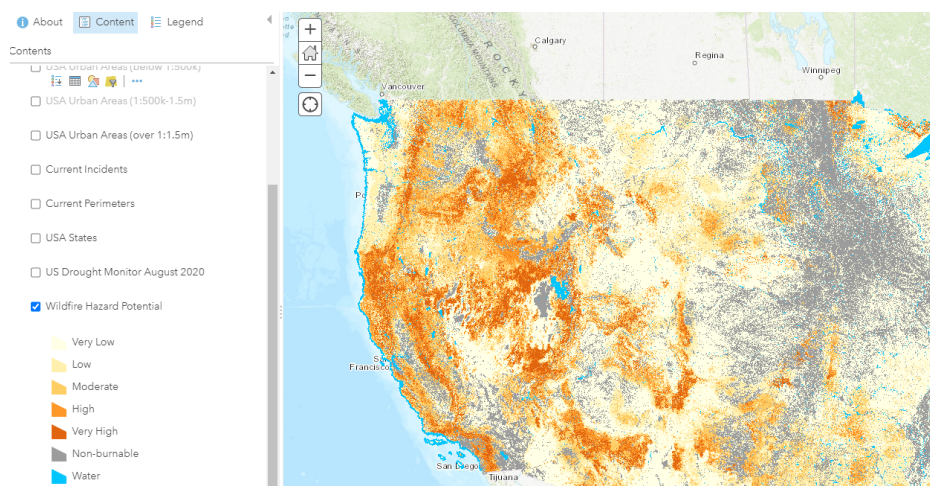 About Content Legend
Contents
USA Urban Areas (below 1:500k)
USA Urban Areas (1:500k-1.5m)
USA Urban Areas (over 1:1.5m)
Current Incidents
Current Perimeters
USA States
US Drought Monitor August 2020
Wildfire Hazard Potential
Very Low
Low
Moderate
High
Very High
Non-burnable
Water
Calgary
Regina
Winnipeg
Vancouver
ROCKY
Po
San
Francisco
San Diego
Tijuana